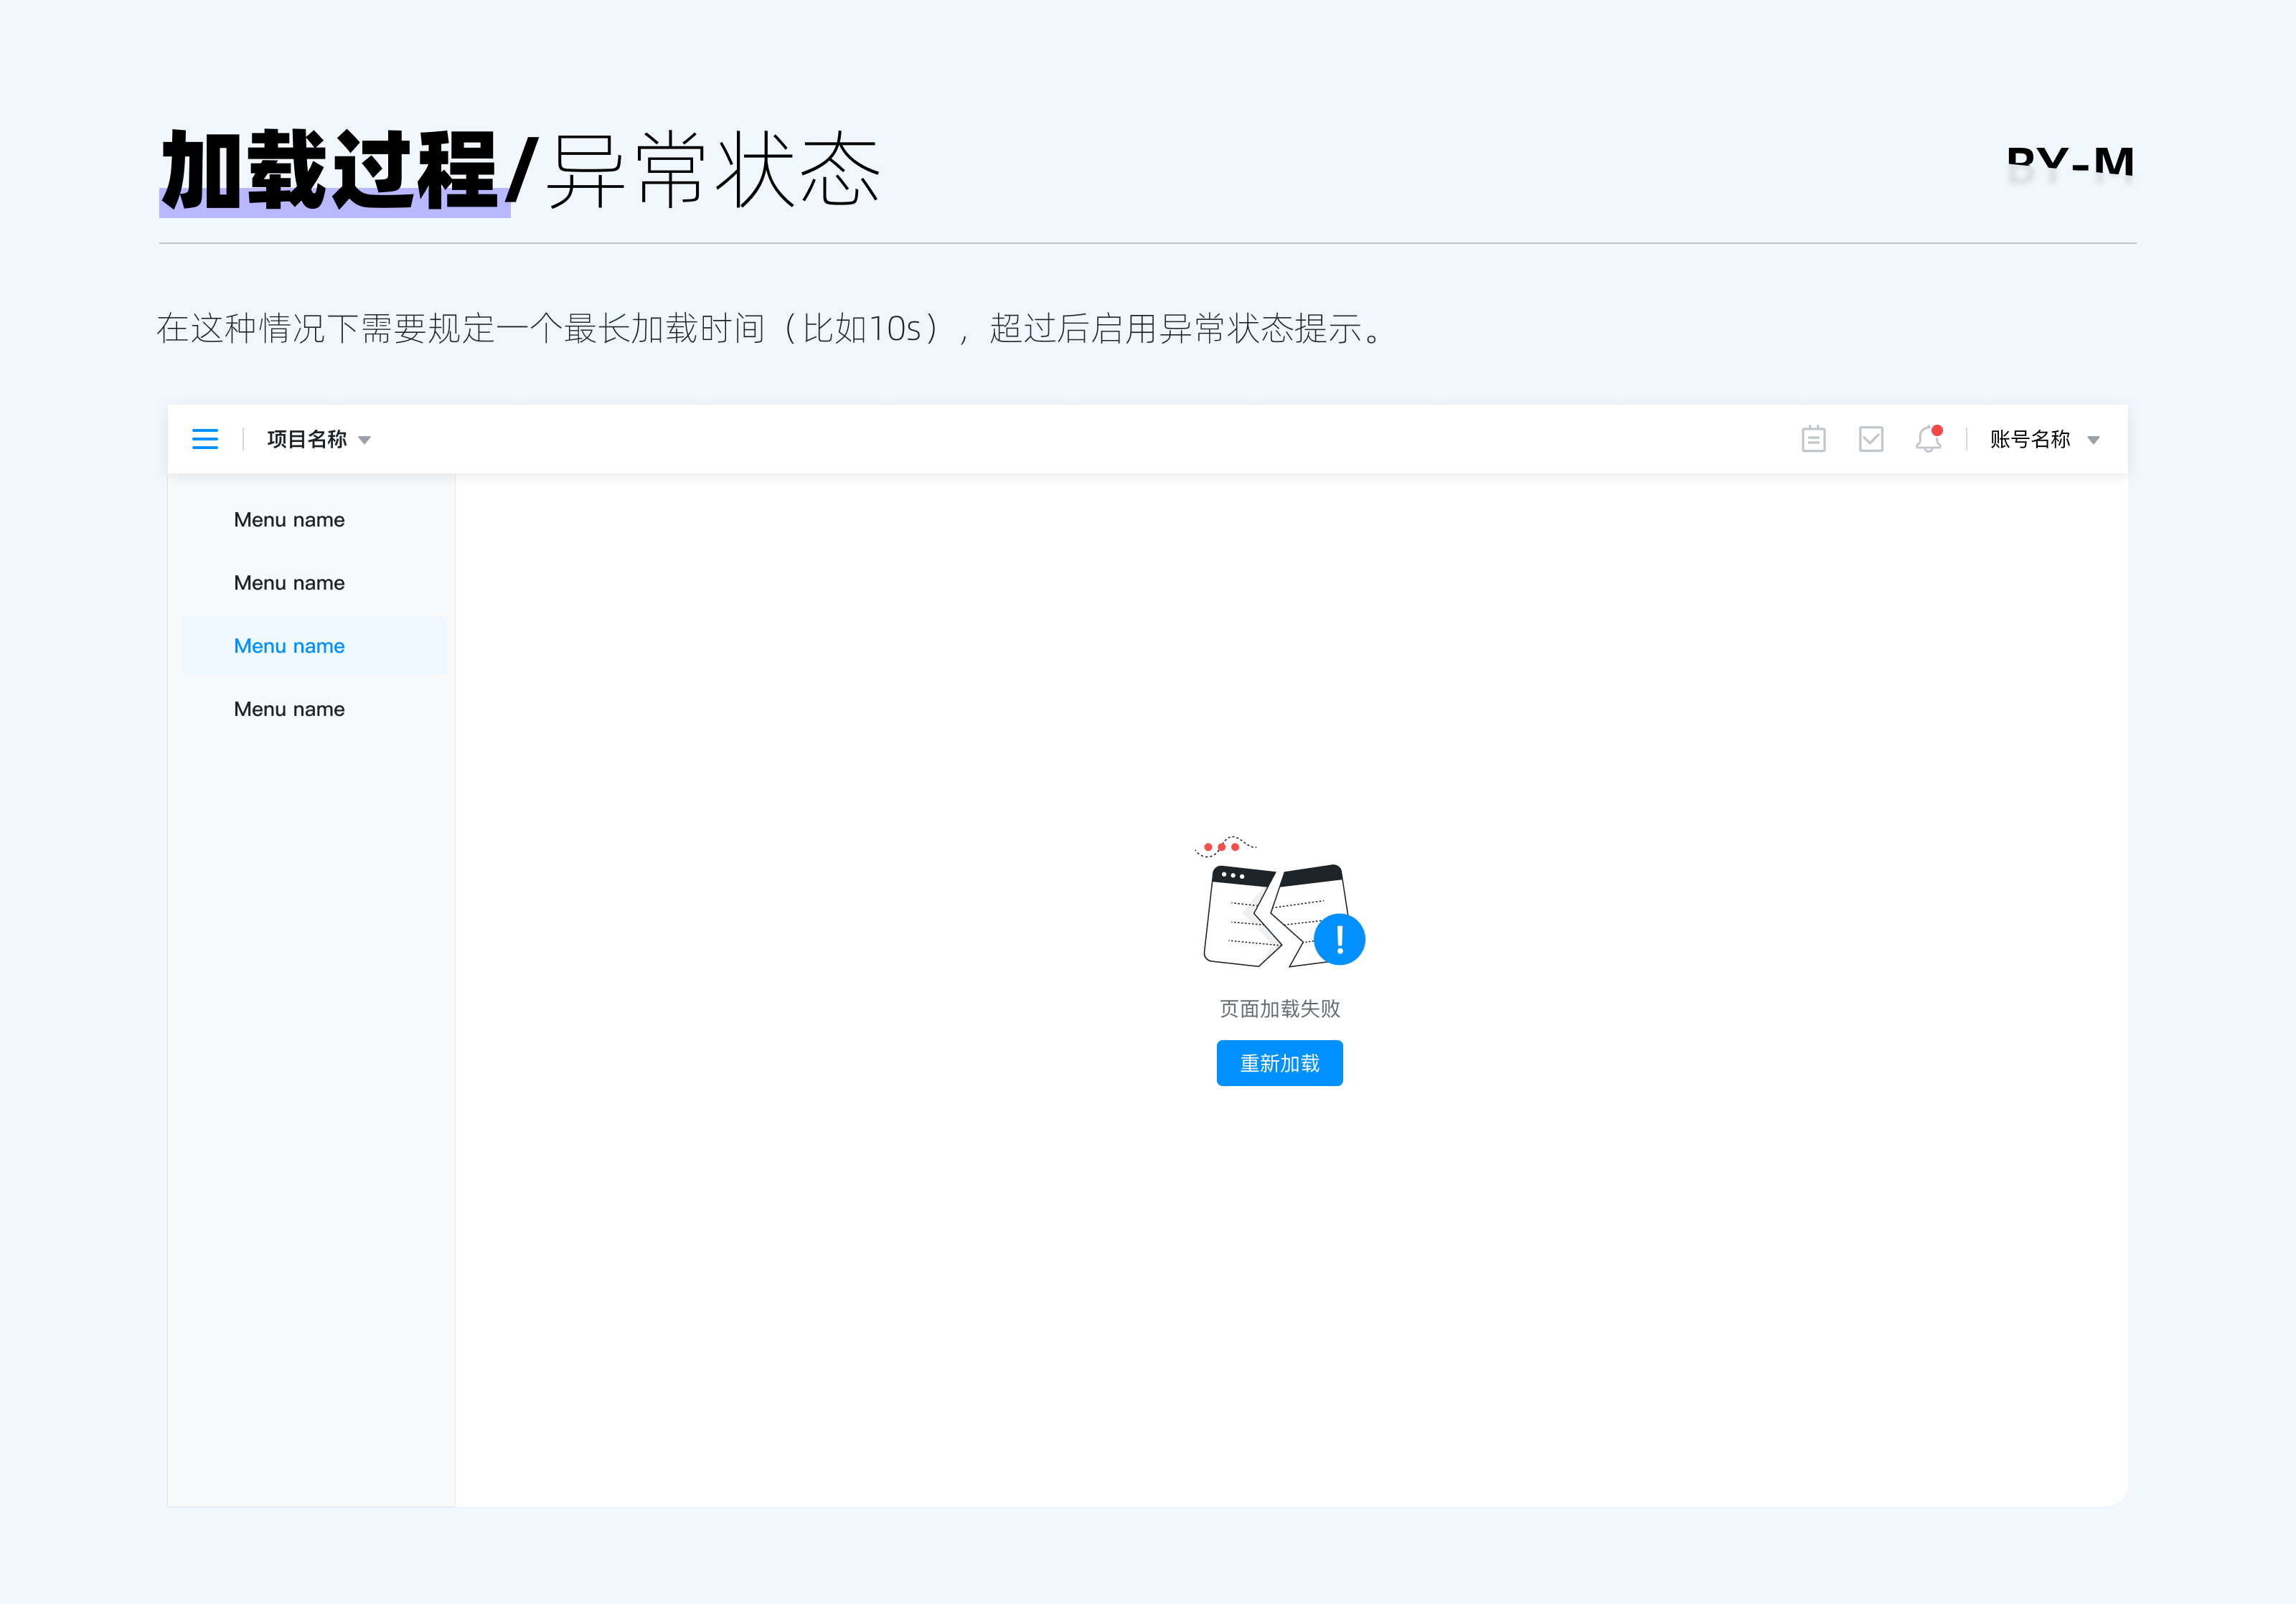 加载过程/异常状态
BY-M
在这种情况下需要规定一个最长加载时间（比如10s），超过后启用异常状态提示。
项目名称
账号名称
Menu name
Menu name
Menu name
Menu name
页面加载失败
重新加载